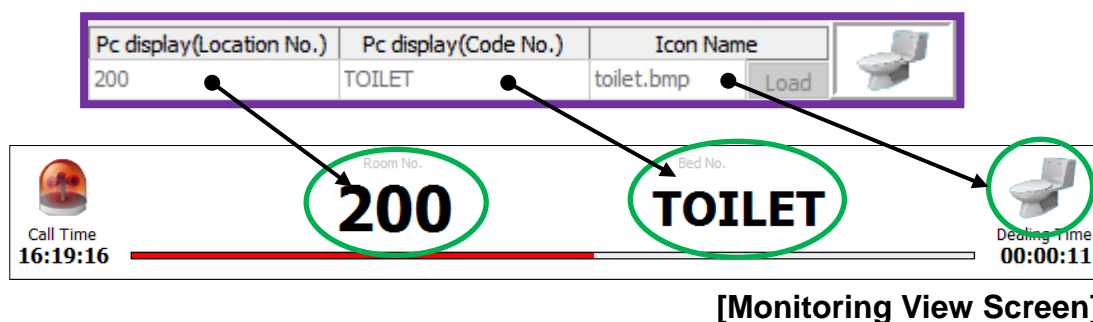 Pc display(Location No.) Pc display(Code No.) Icon Name
200 TOILET toilet.bmp Load
Room No. Bed No.
200 TOILET
Call Time Dealing Time
16:19:16 00:00:11
[Monitoring View Screen]